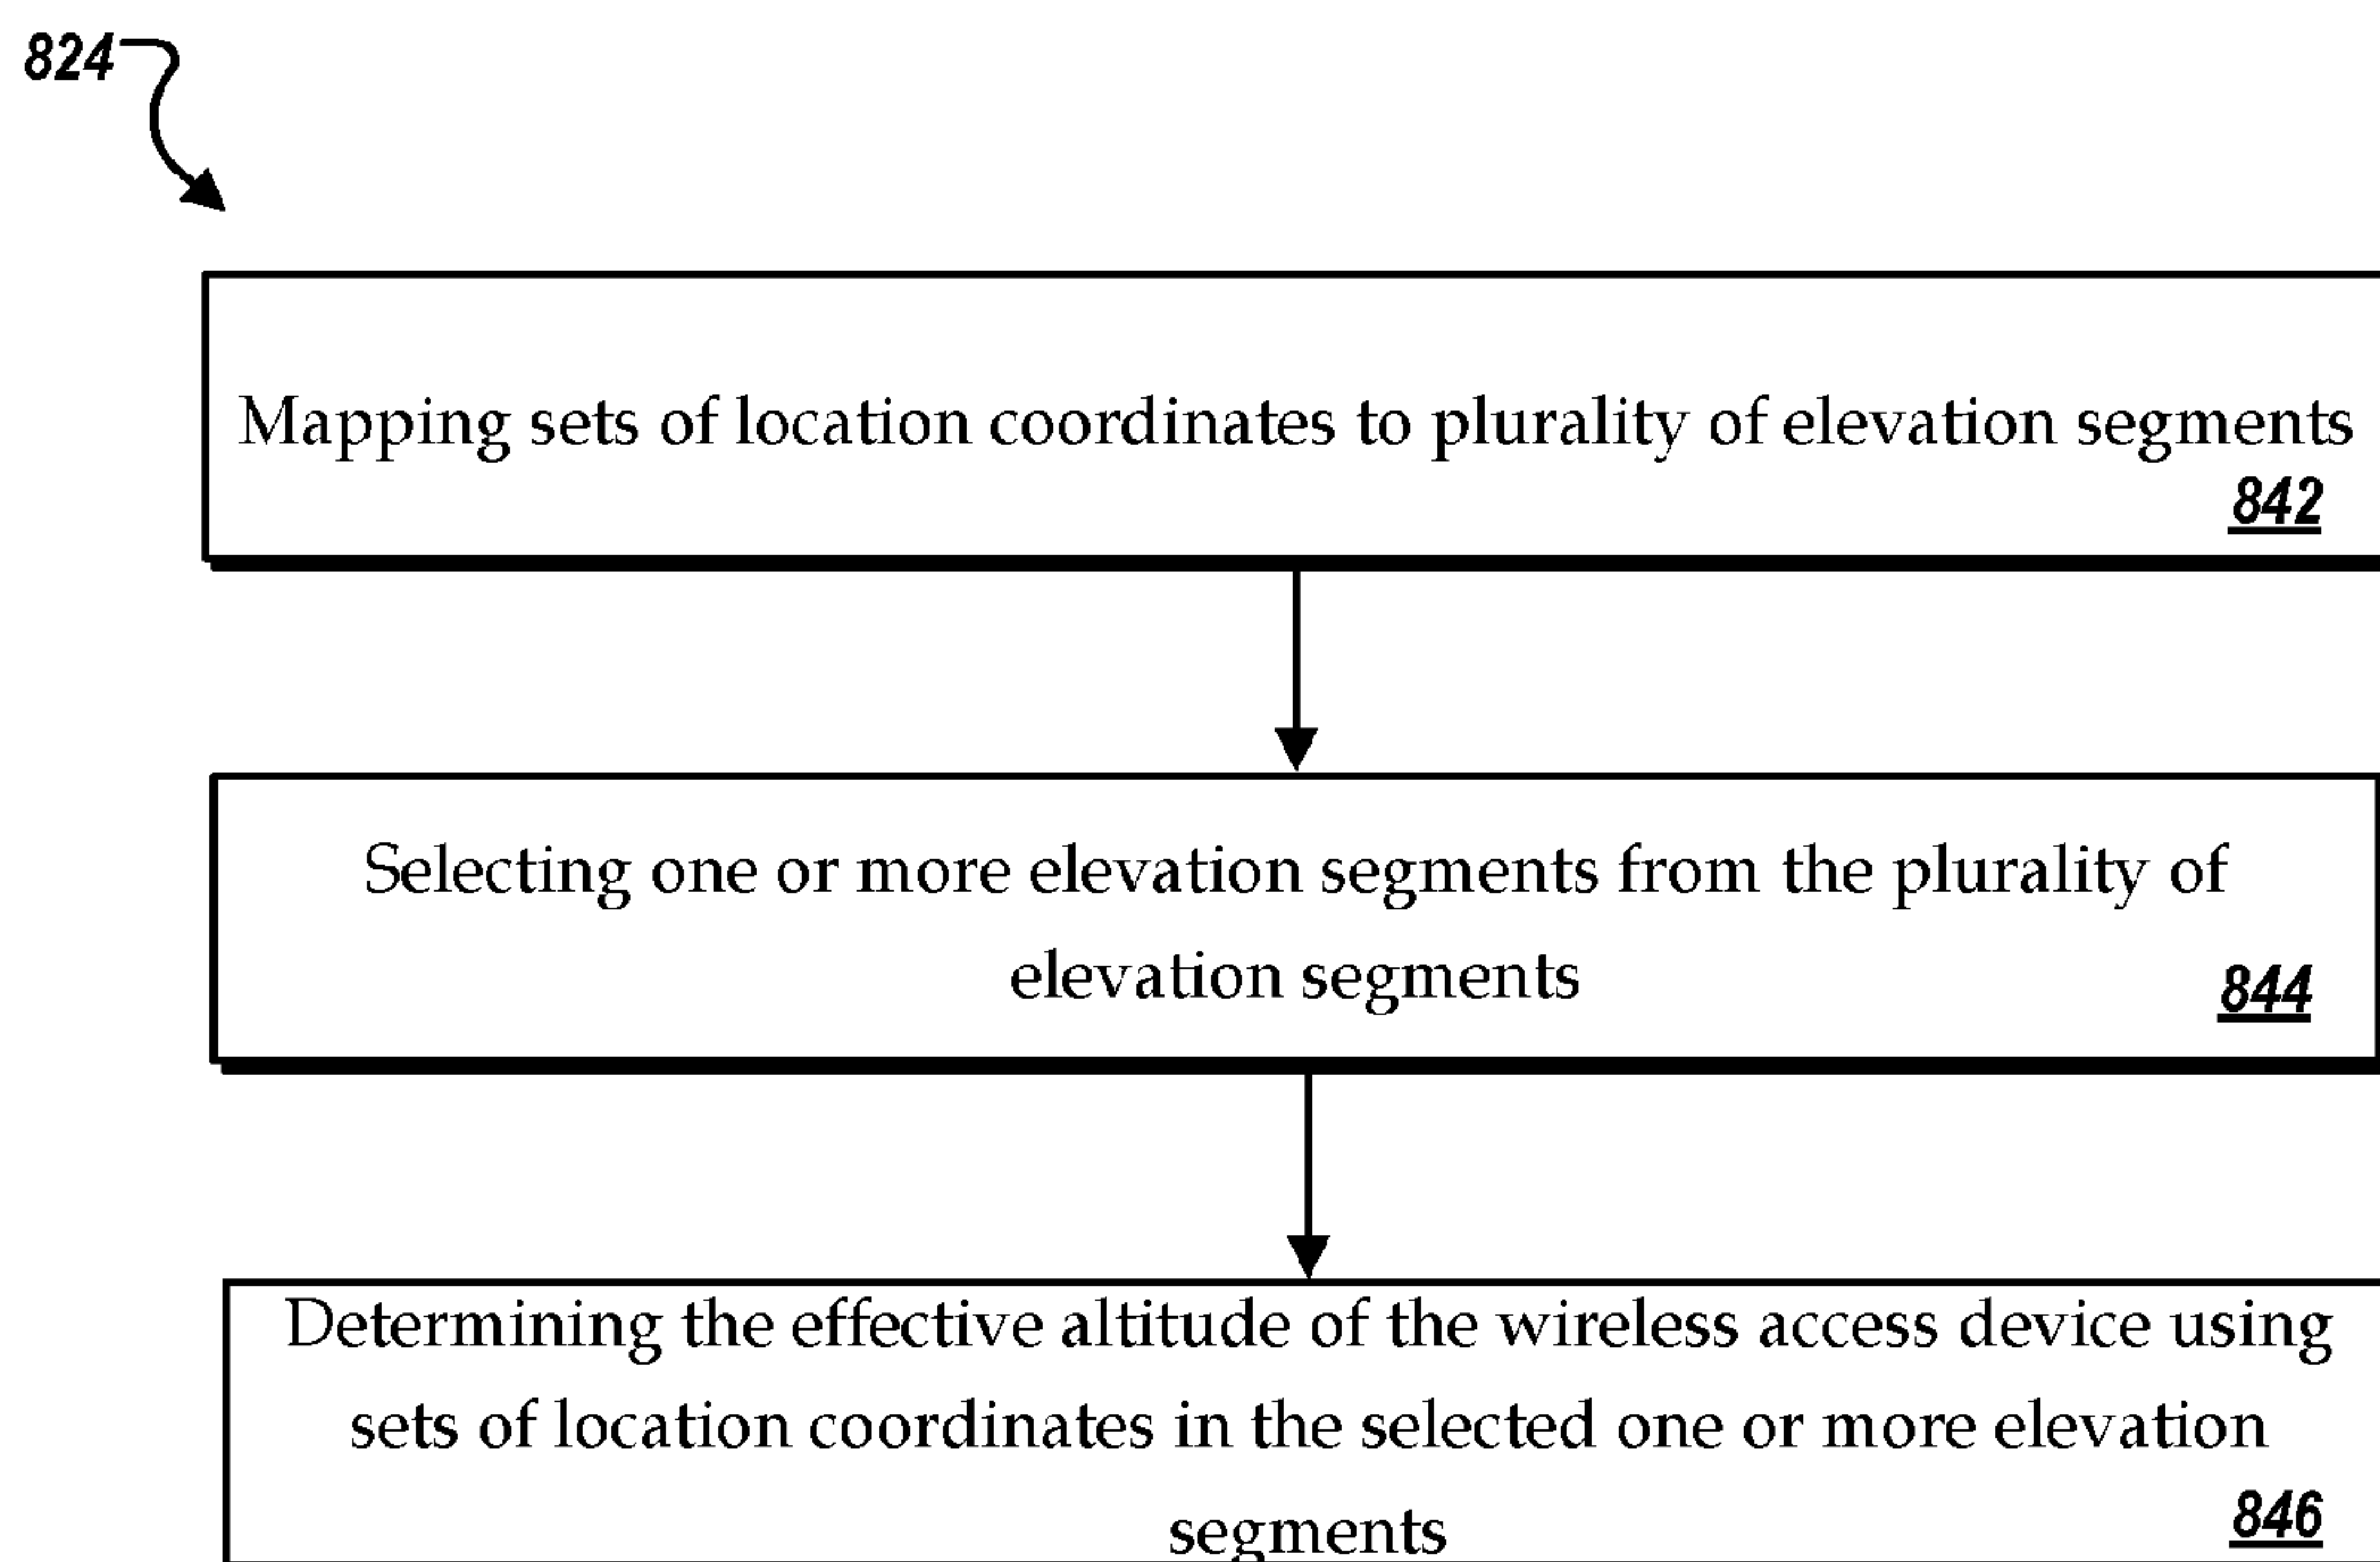 824
Mapping sets of location coordinates to plurality of elevation segments
842
Selecting one or more elevation segments from the plurality of
elevation segments
844
Determining the effective altitude of the wireless access device using
sets of location coordinates in the selected one or more elevation
segments
846